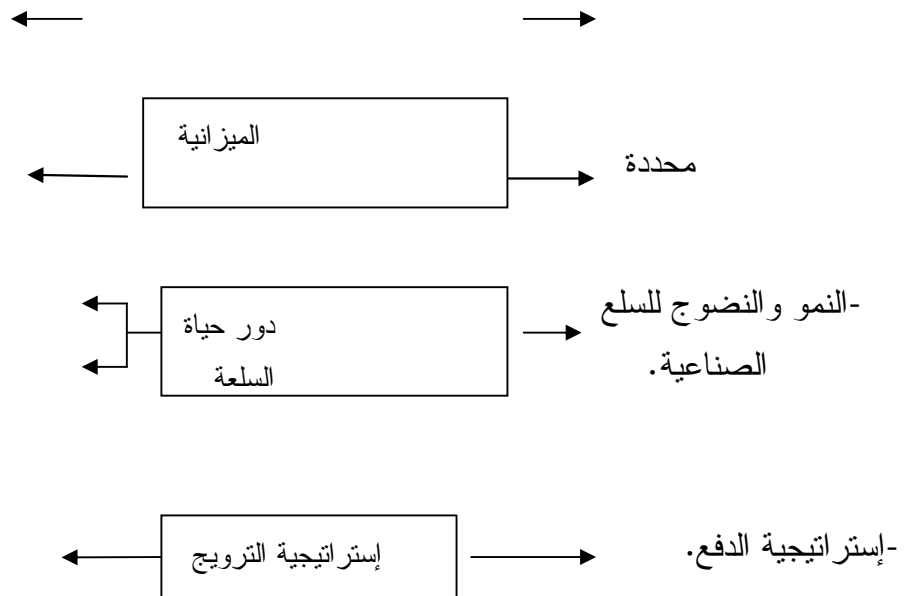 الميزانية
محددة
-النمو والنضوج للسلع
الصناعية.
دور حياة
السلعة
-إستراتيجية الدفع.
إستراتيجية الترويج